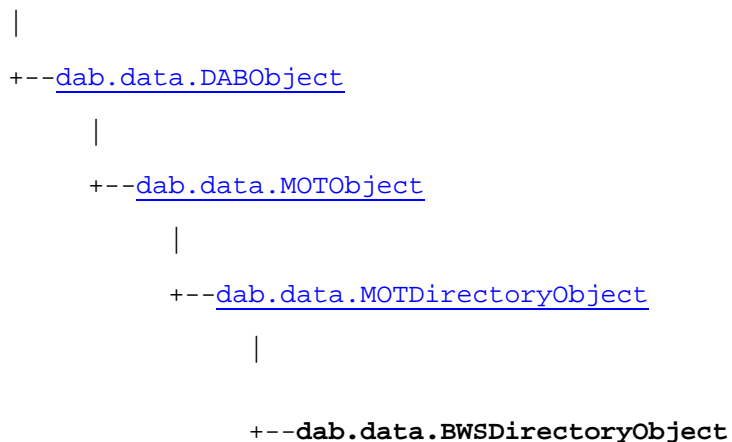 |
+--dab.data.DABObject
|
+--dab.data.MOTObject
|
+--dab.data.MOTDirectoryObject
|
+--dab.data.BWSDirectoryObject